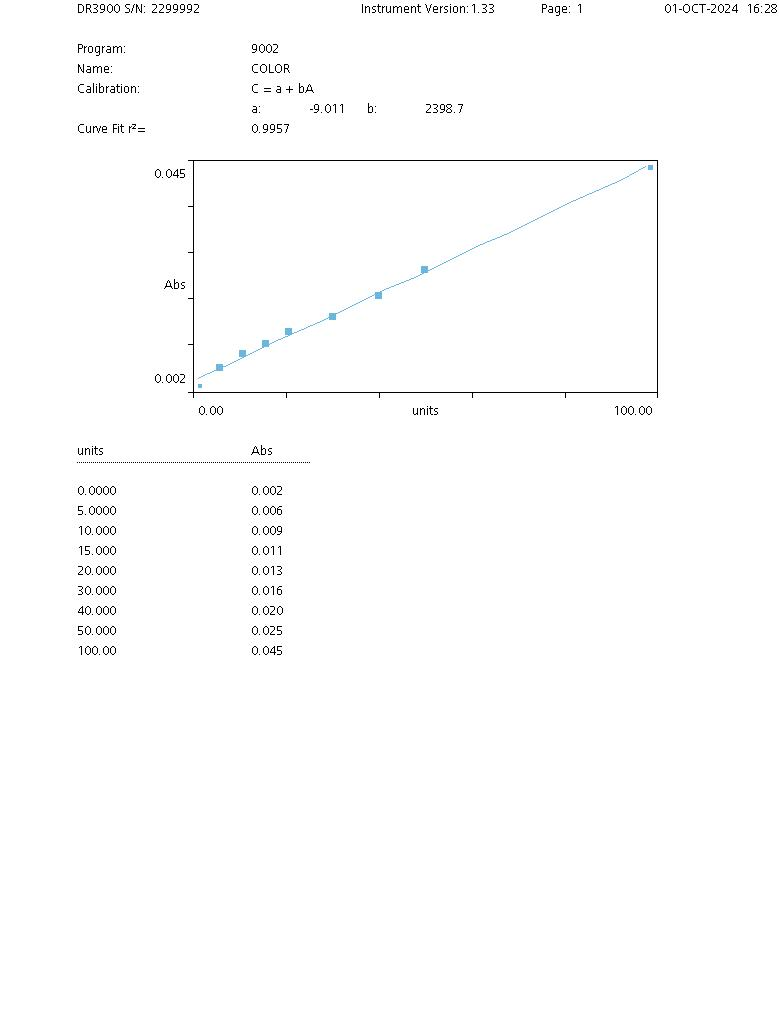 DR3900 S/N: 2299992 Instrument Version: 1.33 Page: 1 01-OCT-2024 16:28
Program: 9002
Name: COLOR
Calibration: C = a + bA
a: -9.011 b: 2398.7
Curve Fit r²= 0.9957
0.045
Abs
0.002
0.00 units 100.00
units Abs
0.0000 0.002
5.0000 0.006
10.000 0.009
15.000 0.011
20.000 0.013
30.000 0.016
40.000 0.020
50.000 0.025
100.00 0.045